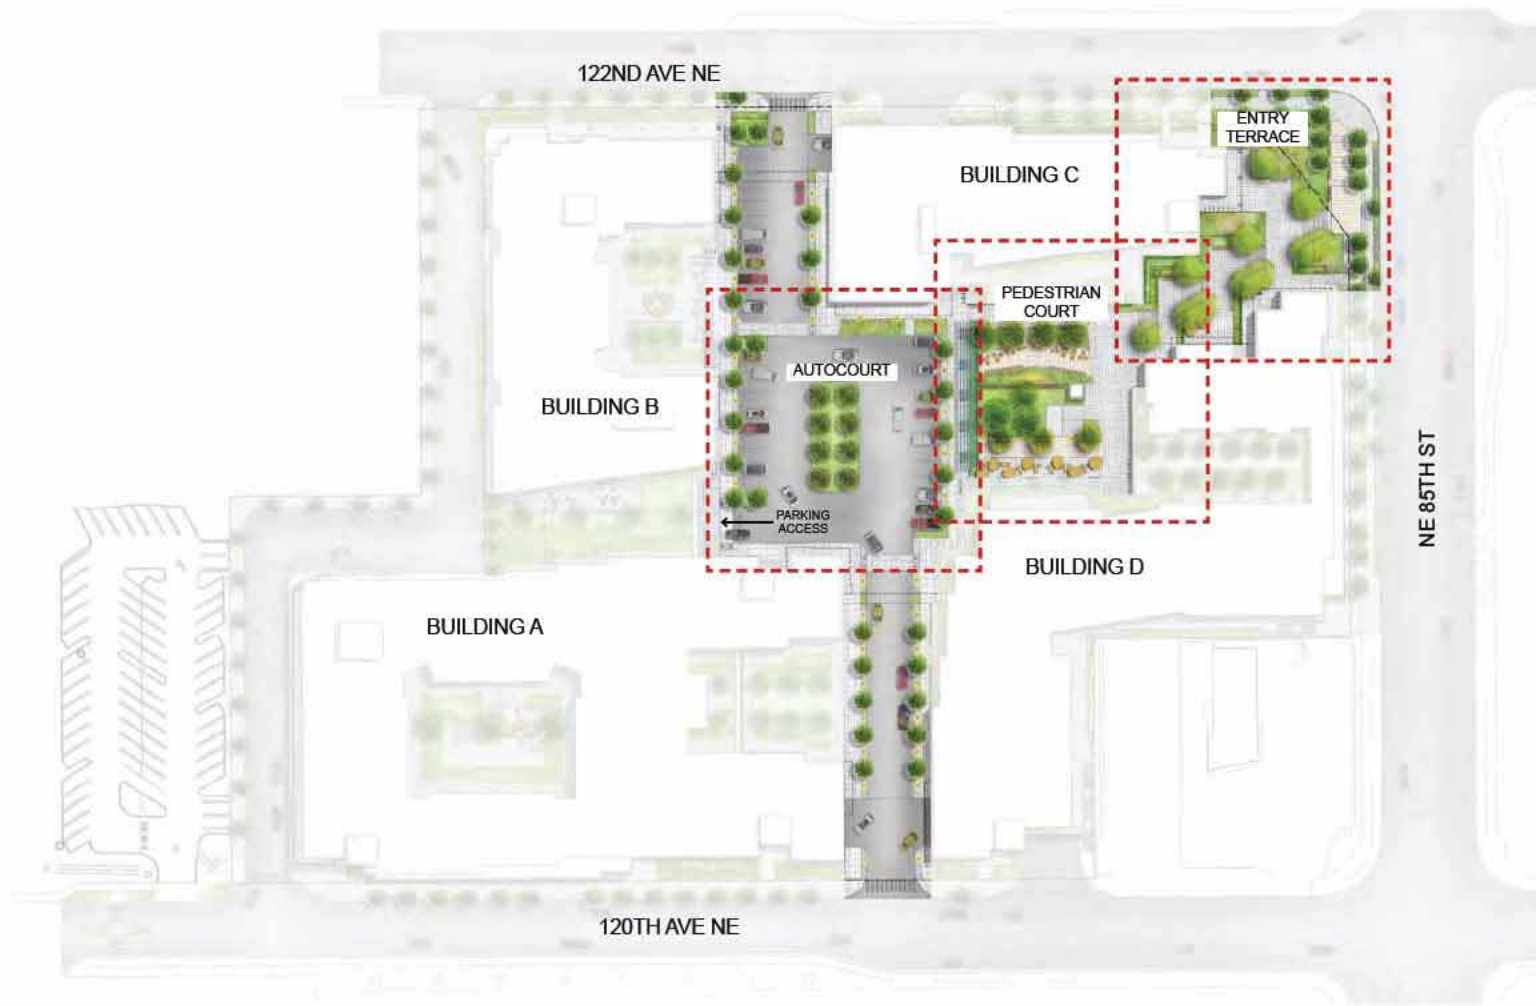 122ND AVE NE
ENTRY
TERRACE
BUILDING C
PEDESTRIAN
COURT
AUTOCOURT
BUILDING B
PARKING
ACCESS
NE 85TH ST
BUILDING D
BUILDING A
120TH AVE NE